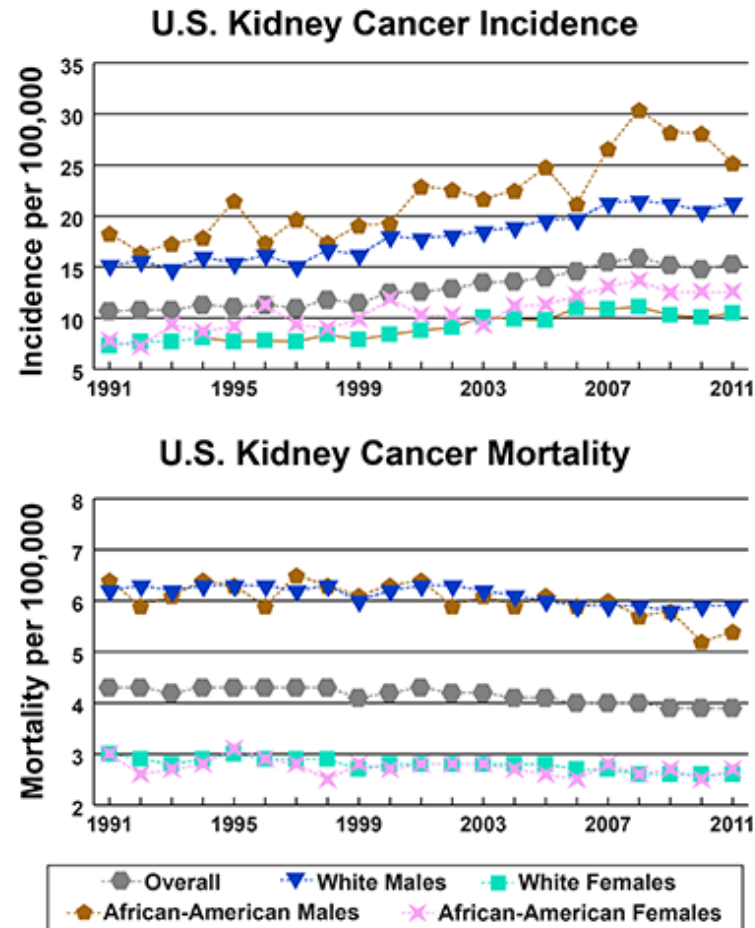 U.S. Kidney Cancer Incidence
Incidence per 100,000
35
30
25
20
15
10
5
1991 1995 1999 2003 2007 2011
U.S. Kidney Cancer Mortality
Mortality per 100,000
8
7
6
5
4
3
2
1991 1995 1999 2003 2007 2011
Overall White Males White Females
African-American Males African-American Females